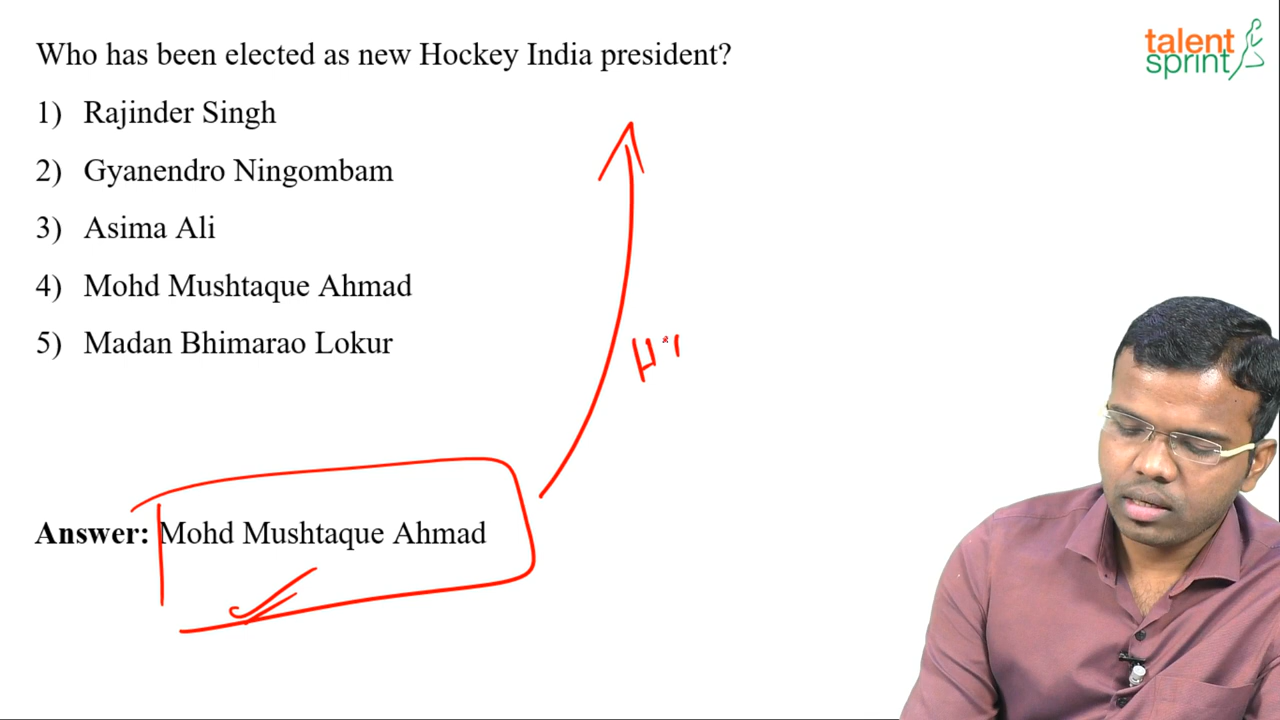 Who has been elected as new Hockey India president?
talent
sprint
1) Rajinder Singh
2) Gyanendro Ningombam
3) Asima Ali
4) Mohd Mushtaque Ahmad
5) Madan Bhimarao Lokur
Answer: Mohd Mushtaque Ahmad